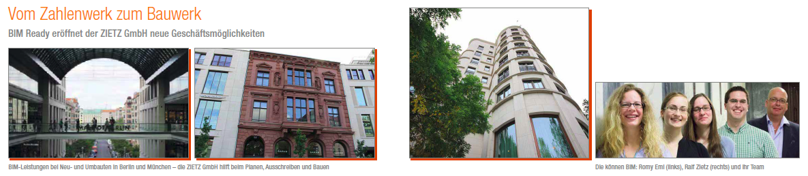 Vom Zahlenwerk zum Bauwerk
BIM Ready eröffnet der ZIETZ GmbH neue Geschäftsmöglichkeiten
BIM-Leistungen bei Neu- und Umbauten in Berlin und München – die ZIETZ GmbH hilft beim Planen, Ausschreiben und Bauen
Die können BIM: Romy Emi (links), Ralf Zietz (rechts) und ihr Team